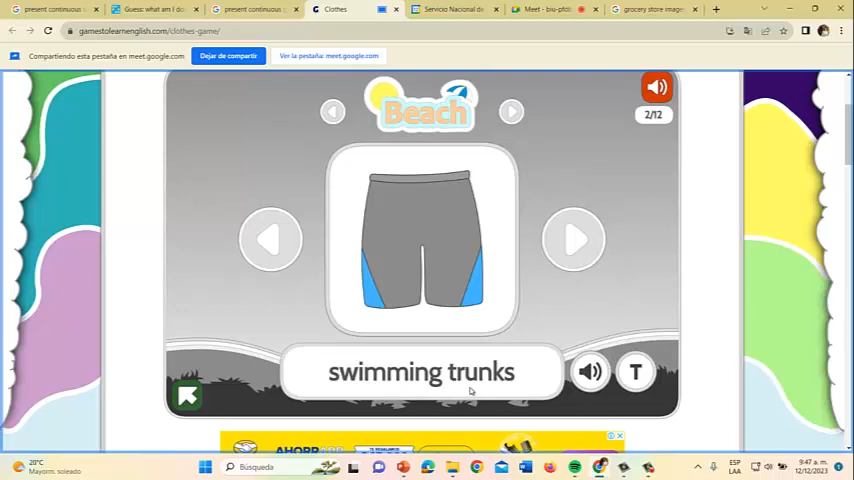 present continuous
Guess: what am I do
present continuous
Clothes
Servicio Nacional de
Meet - biu-pfdt
grocery store image
gamestolearnenglish.com/clothes-game/
Compartiendo esta pestaña en meet.google.com
Dejar de compartir
Ver la pestaña: meet.google.com
Beach
2/12
swimming trunks
T
20°C
Mayorm. soleado
Búsqueda
ESP
LAA
9:47 a. m.
12/12/2023